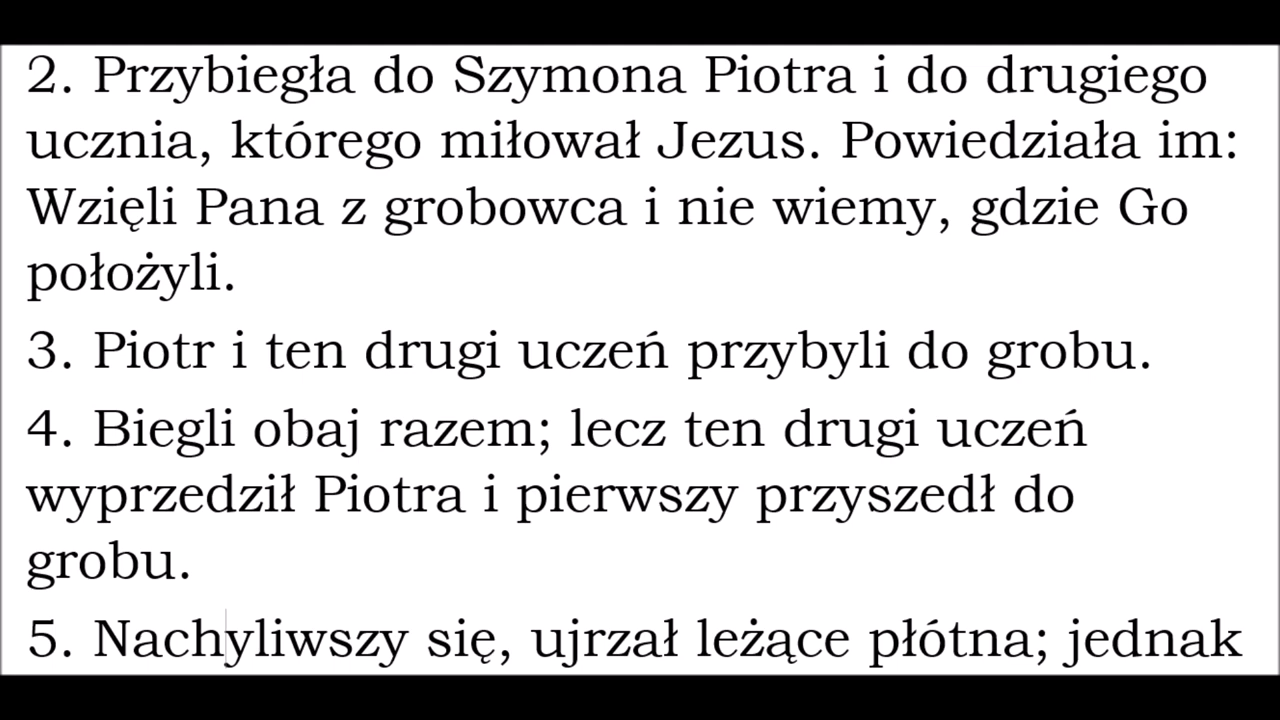 2. Przybiegła do Szymona Piotra i do drugiego
ucznia, którego miłował Jezus. Powiedziała im:
Wzięli Pana z grobowca i nie wiemy, gdzie Go
położyli.
3. Piotr i ten drugi uczeń przybyli do grobu.
4. Biegli obaj razem; lecz ten drugi uczeń
wyprzedził Piotra i pierwszy przyszedł do
grobu.
5. Nachyliwszy się, ujrzał leżące płótna; jednak